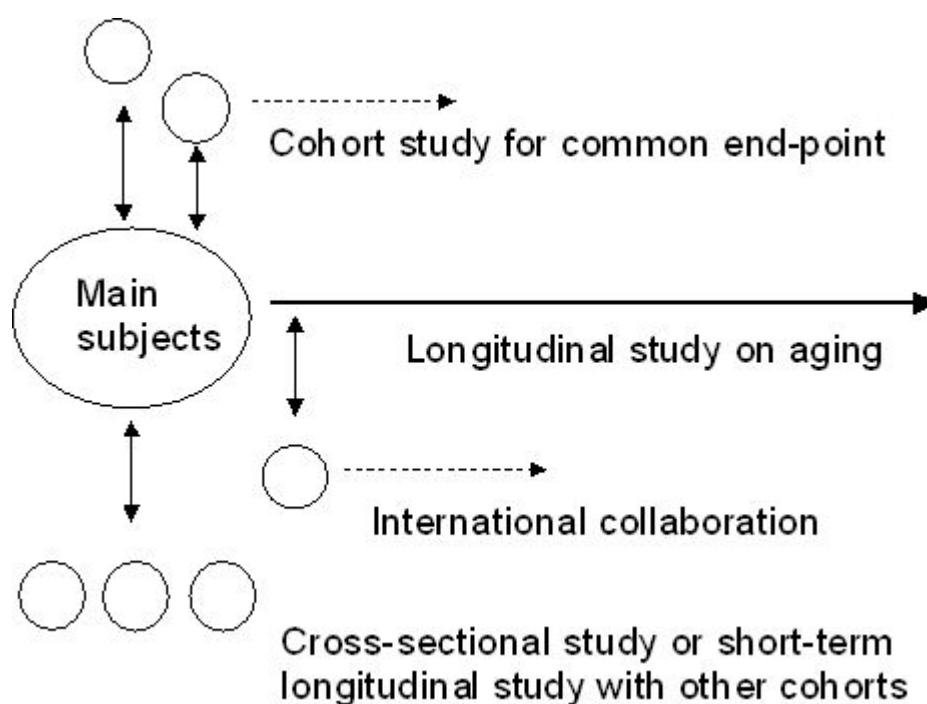 Cohort study for common end-point
Main
subjects
Longitudinal study on aging
International collaboration
Cross-sectional study or short-term
longitudinal study with other cohorts